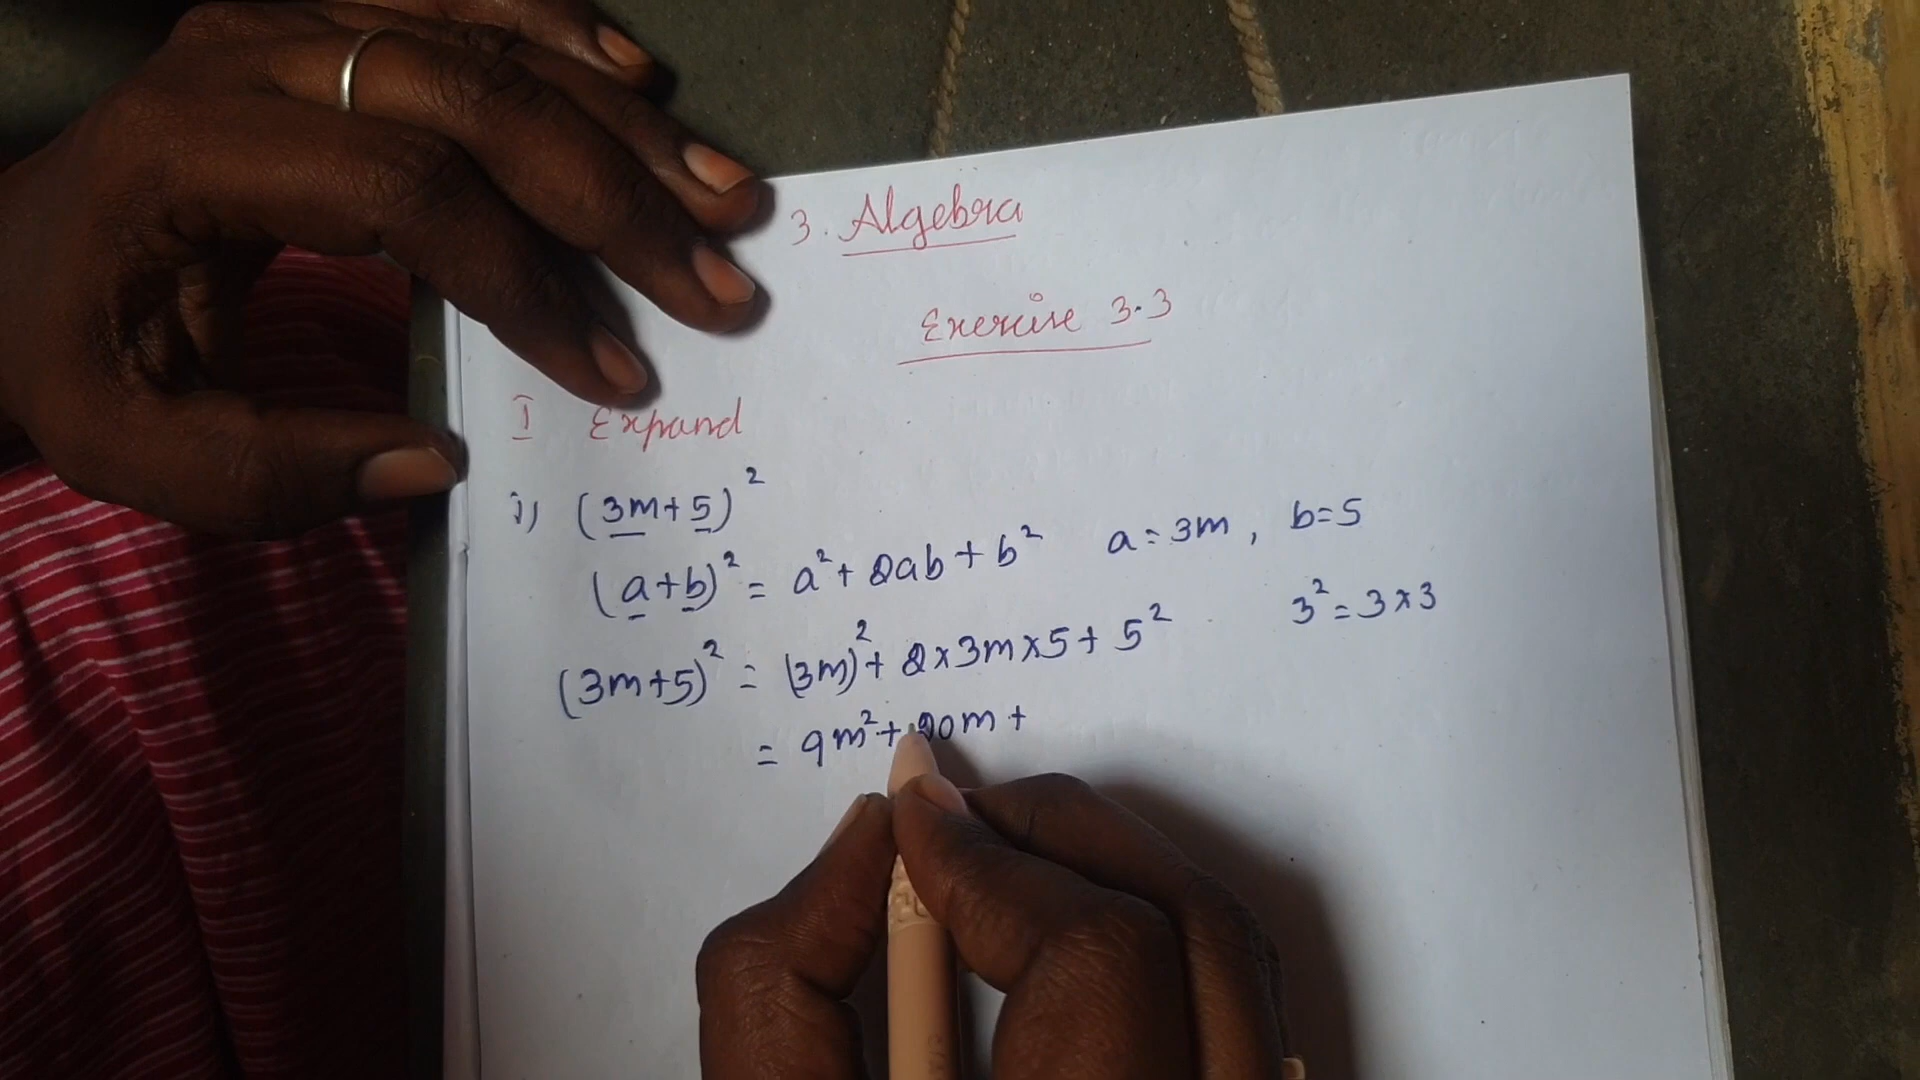 3. Algebra
Exercise 3.3
I Expand
i) (3m+5)²
(a+b)² = a² + 2ab + b² a = 3m, b=5
(3m+5)² = (3m)² + 2×3m×5 + 5² 3² = 3×3
= 9m² + 30m +